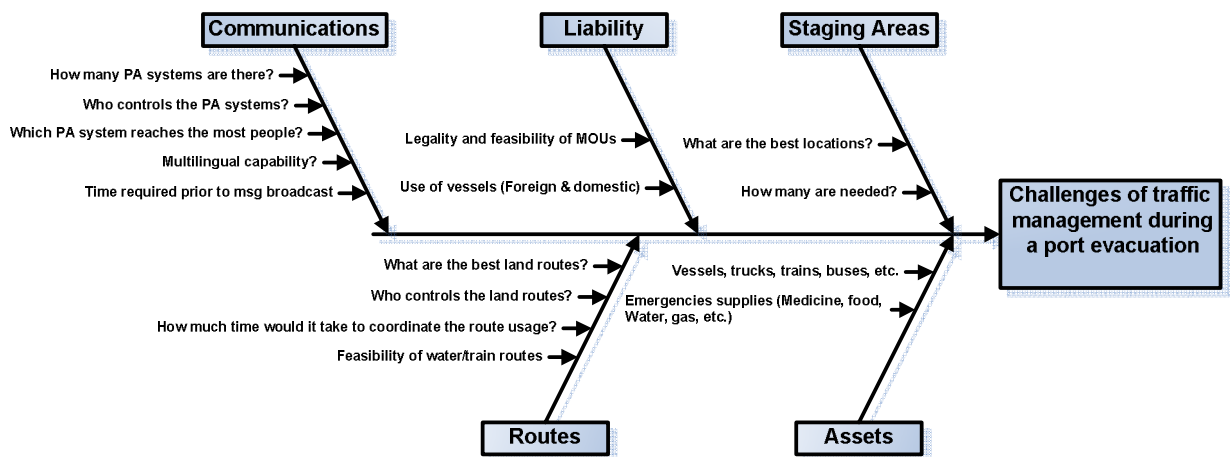 Communications
How many PA systems are there?
Who controls the PA systems?
Which PA system reaches the most people?
Multilingual capability?
Time required prior to msg broadcast
Liability
Legality and feasibility of MOUs
Use of vessels (Foreign & domestic)
Staging Areas
What are the best locations?
How many are needed?
Challenges of traffic
management during
a port evacuation
What are the best land routes?
Who controls the land routes?
How much time would it take to coordinate the route usage?
Feasibility of water/train routes
Routes
Vessels, trucks, trains, buses, etc.
Emergencies supplies (Medicine, food,
Water, gas, etc.)
Assets